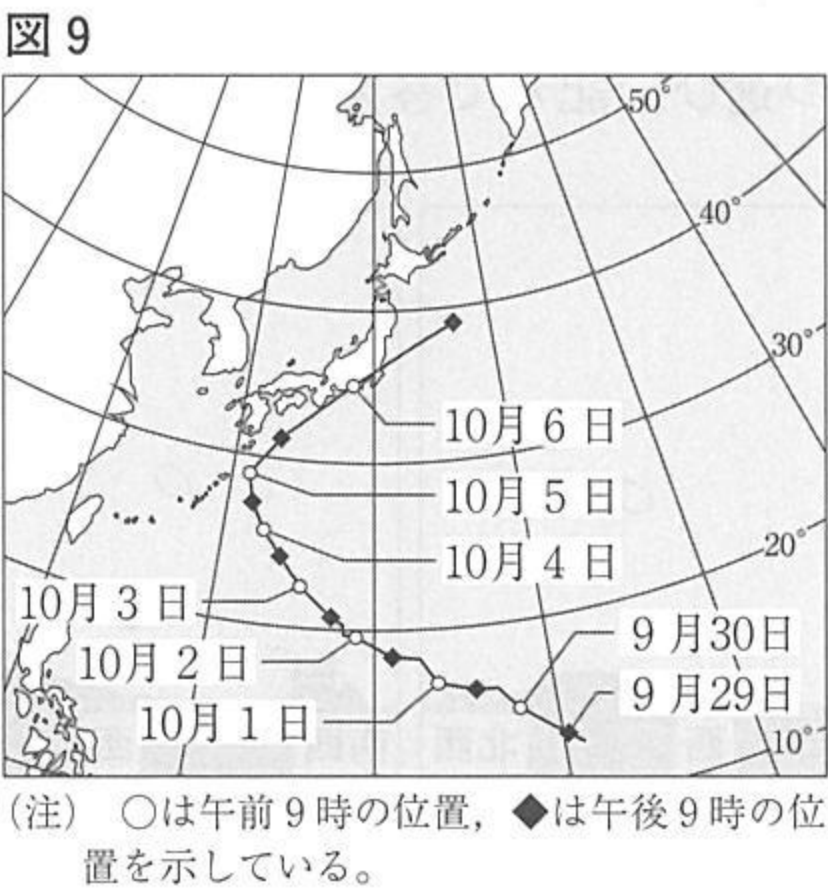 図9
50°
40°
30°
20°
10°
10月6日
10月5日
10月4日
10月3日
10月2日
10月1日
9月30日
9月29日
(注) ○は午前9時の位置,◆は午後9時の位
置を示している。